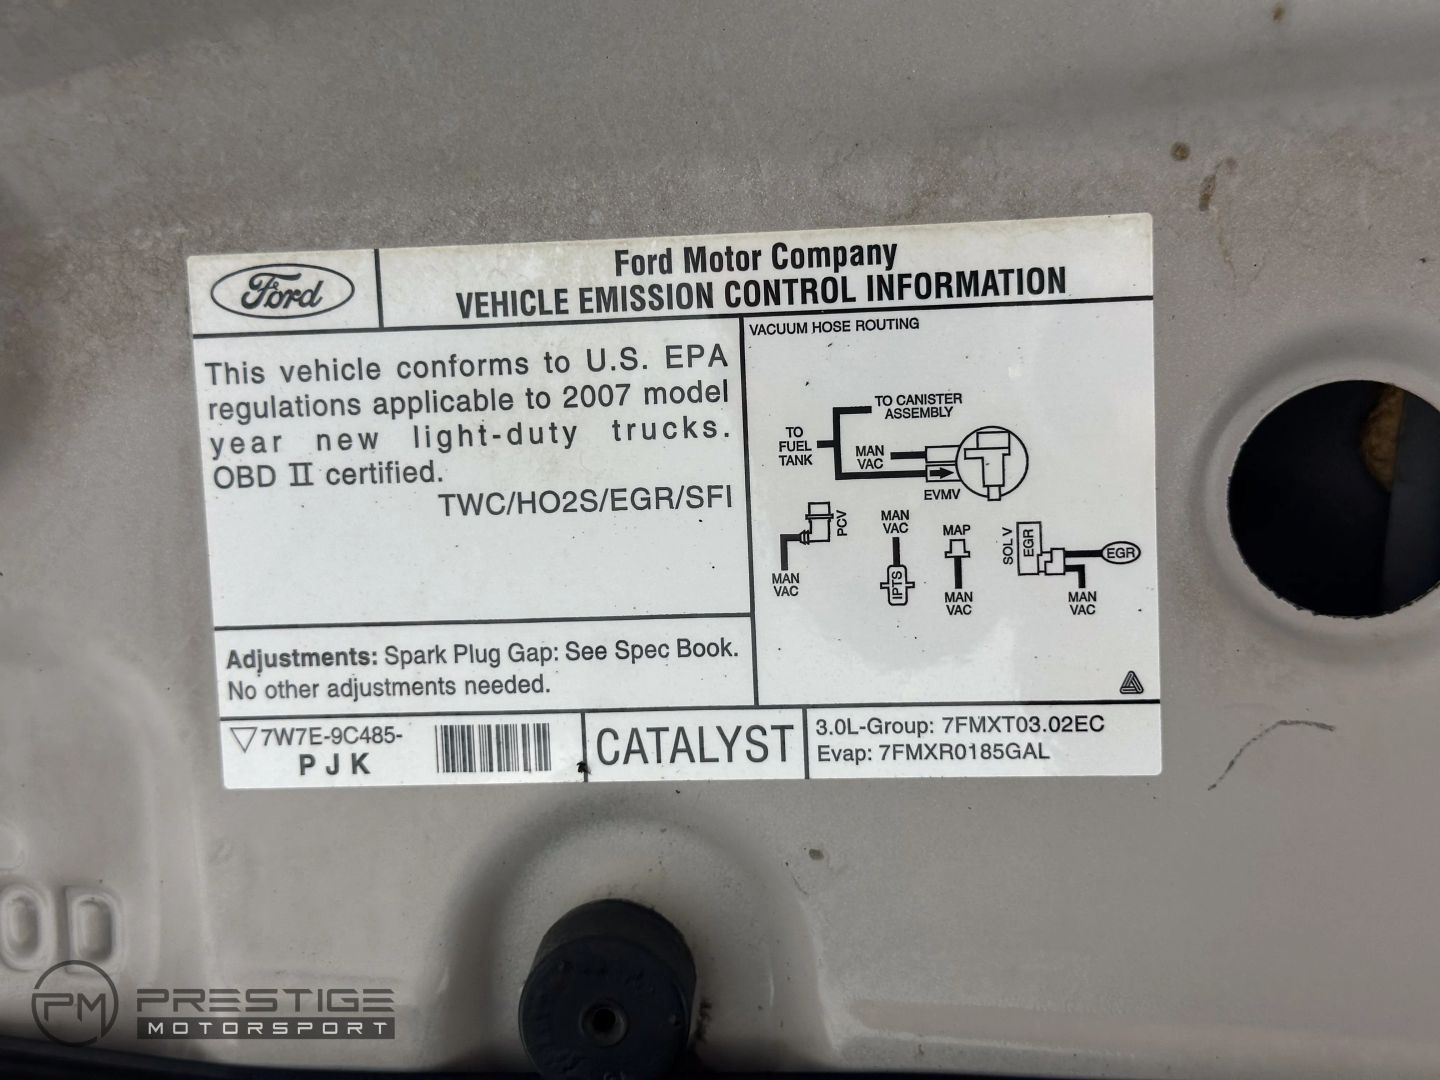 Ford
Ford Motor Company
VEHICLE EMISSION CONTROL INFORMATION
This vehicle conforms to U.S. EPA
regulations applicable to 2007 model
year new light-duty trucks.
OBD II certified.
TWC/HO2S/EGR/SFI
VACUUM HOSE ROUTING
TO CANISTER
ASSEMBLY
TO
FUEL
TANK
MAN
VAC
EVMV
PCV
MAN
VAC
MAN
VAC
IPTS
MAP
MAN
VAC
SOL V
EGR
EGR
MAN
VAC
Adjustments: Spark Plug Gap: See Spec Book.
No other adjustments needed.
7W7E-9C485-
P J K
CATALYST
3.0L-Group: 7FMXT03.02EC
Evap: 7FMXR0185GAL
OD
PM PRESTIGE
MOTORSPORT